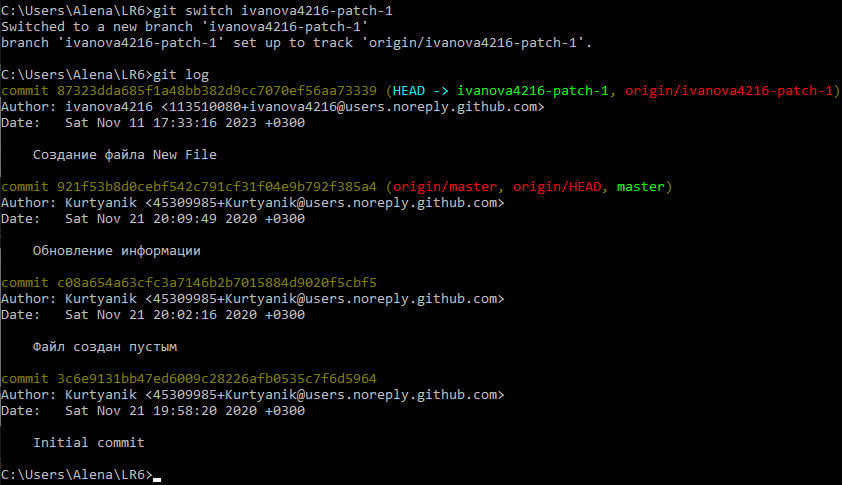 C:\Users\Alena\LR6>git switch ivanova4216-patch-1
Switched to a new branch 'ivanova4216-patch-1'
branch 'ivanova4216-patch-1' set up to track 'origin/ivanova4216-patch-1'.
C:\Users\Alena\LR6>git log
commit 87323dda685f1a48bb382d9cc7070ef56aa73339 (HEAD -> ivanova4216-patch-1, origin/ivanova4216-patch-1)
Author: ivanova4216 <113510080+ivanova4216@users.noreply.github.com>
Date:   Sat Nov 11 17:33:16 2023 +0300
    Создание файла New File
commit 921f53b8d0cebf542c791cf31f04e9b792f385a4 (origin/master, origin/HEAD, master)
Author: Kurtyanik <45309985+Kurtyanik@users.noreply.github.com>
Date:   Sat Nov 21 20:09:49 2020 +0300
    Обновление информации
commit c08a654a63cfc3a7146b2b7015884d9020f5cbf5
Author: Kurtyanik <45309985+Kurtyanik@users.noreply.github.com>
Date:   Sat Nov 21 20:02:16 2020 +0300
    Файл создан пустым
commit 3c6e9131bb47ed6009c28226afb0535c7f6d5964
Author: Kurtyanik <45309985+Kurtyanik@users.noreply.github.com>
Date:   Sat Nov 21 19:58:20 2020 +0300
    Initial commit
C:\Users\Alena\LR6>